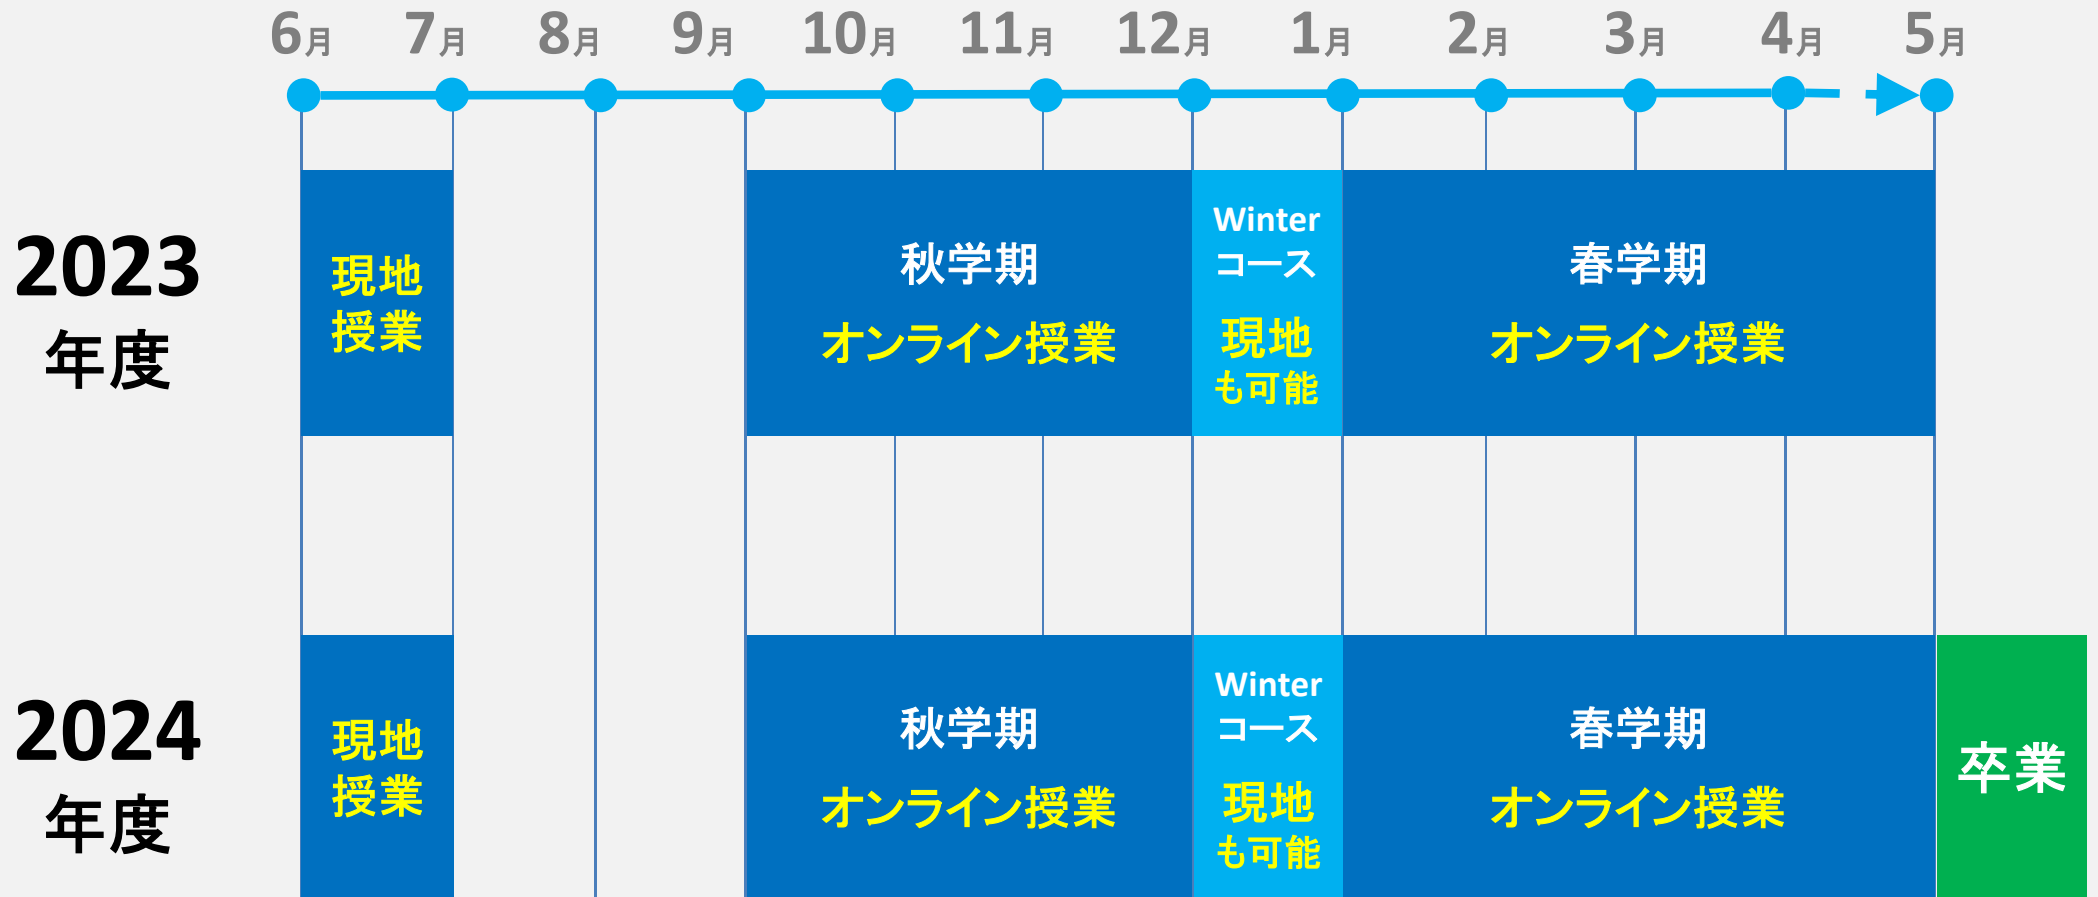 6月 7月 8月 9月 10月 11月 12月 1月 2月 3月 4月 5月
2023
年度
現地
授業
秋学期
オンライン授業
Winter
コース
現地
も可能
春学期
オンライン授業
2024
年度
現地
授業
秋学期
オンライン授業
Winter
コース
現地
も可能
春学期
オンライン授業
卒業